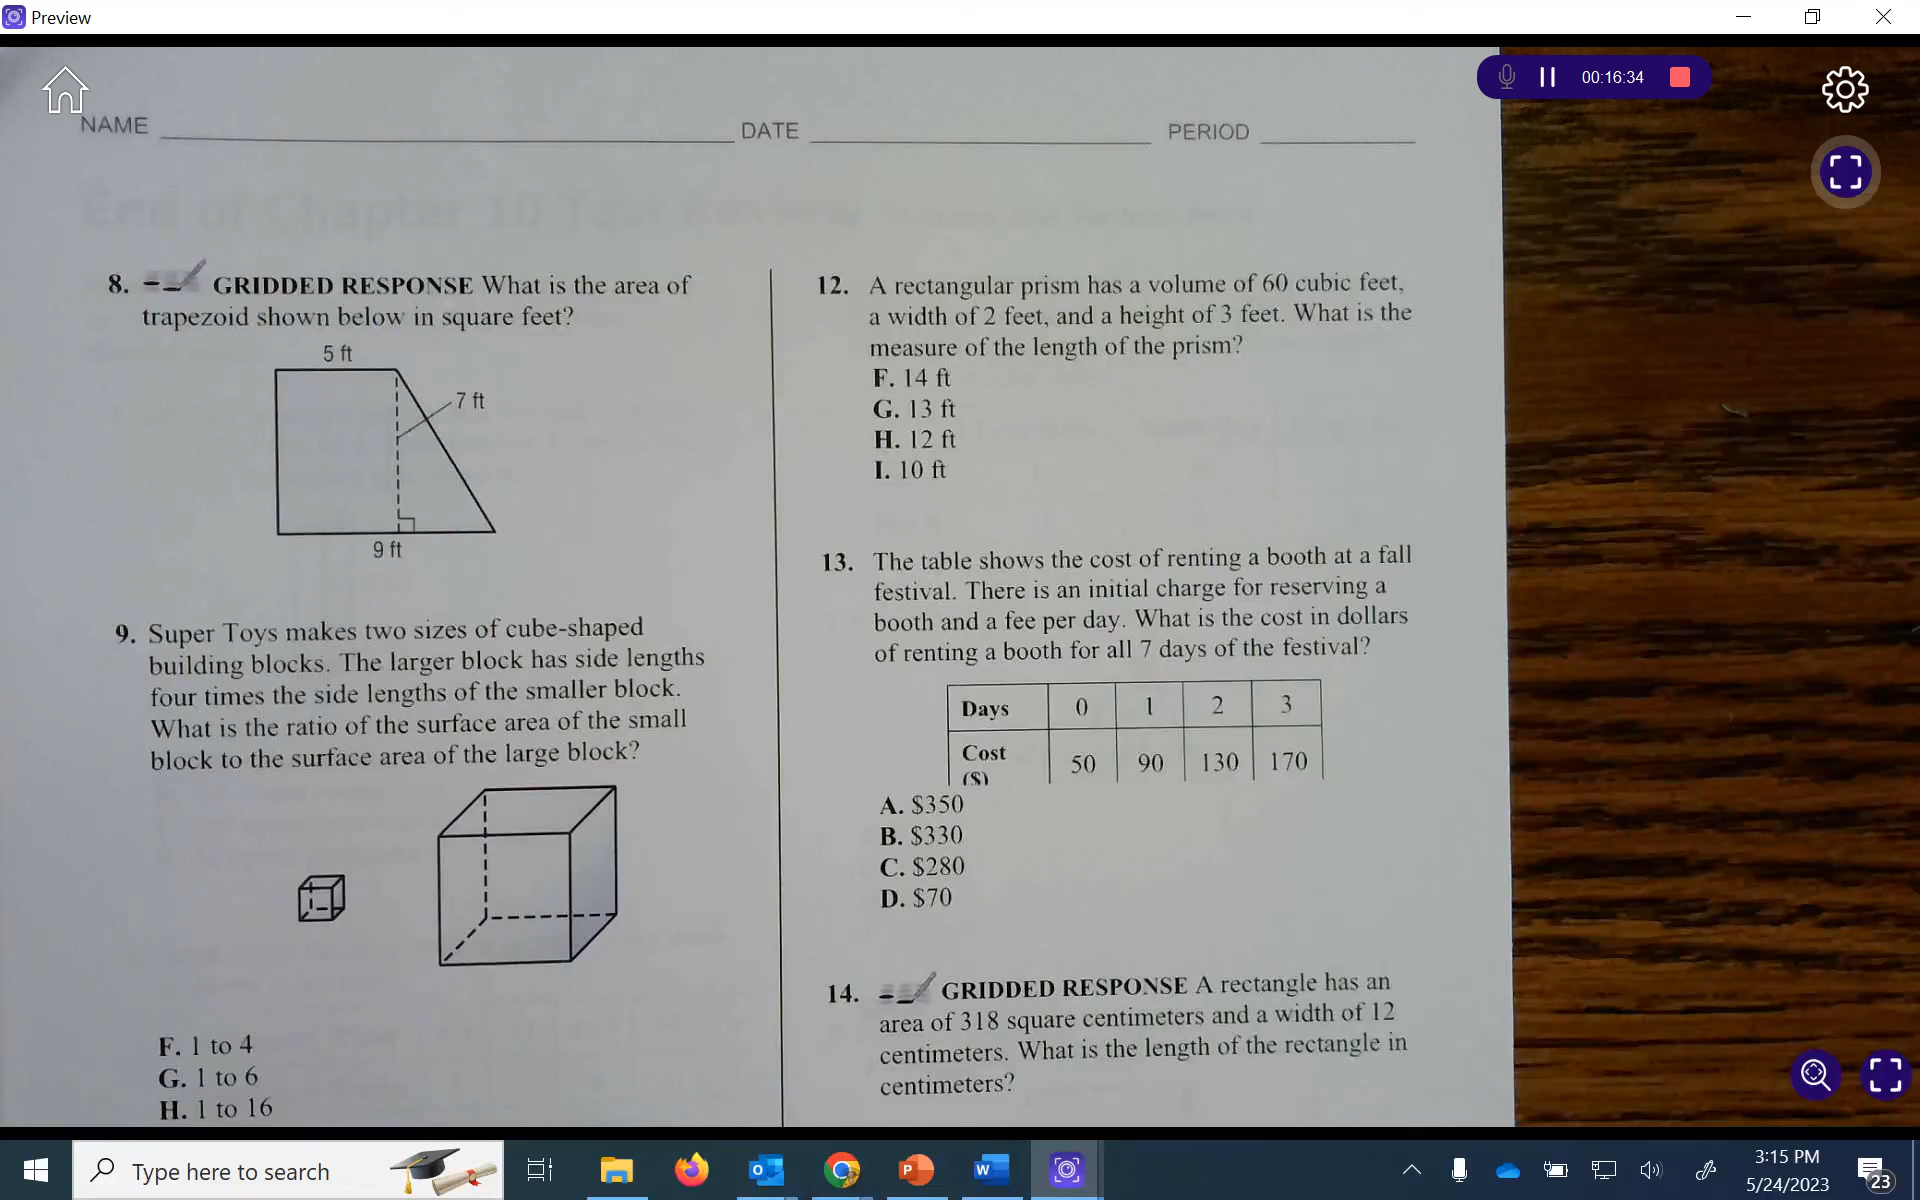 Preview
00:16:34
NAME DATE PERIOD
End of Chapter 10 Test Review
8. GRIDDED RESPONSE What is the area of
trapezoid shown below in square feet?
5 ft
7 ft
9 ft
9. Super Toys makes two sizes of cube-shaped
building blocks. The larger block has side lengths
four times the side lengths of the smaller block.
What is the ratio of the surface area of the small
block to the surface area of the large block?
F. 1 to 4
G. 1 to 6
H. 1 to 16
12. A rectangular prism has a volume of 60 cubic feet,
a width of 2 feet, and a height of 3 feet. What is the
measure of the length of the prism?
F. 14 ft
G. 13 ft
H. 12 ft
I. 10 ft
13. The table shows the cost of renting a booth at a fall
festival. There is an initial charge for reserving a
booth and a fee per day. What is the cost in dollars
of renting a booth for all 7 days of the festival?
Days 0 1 2 3
Cost 50 90 130 170
($)
A. $350
B. $330
C. $280
D. $70
14. GRIDDED RESPONSE A rectangle has an
area of 318 square centimeters and a width of 12
centimeters. What is the length of the rectangle in
centimeters?
Type here to search
3:15 PM
5/24/2023
23